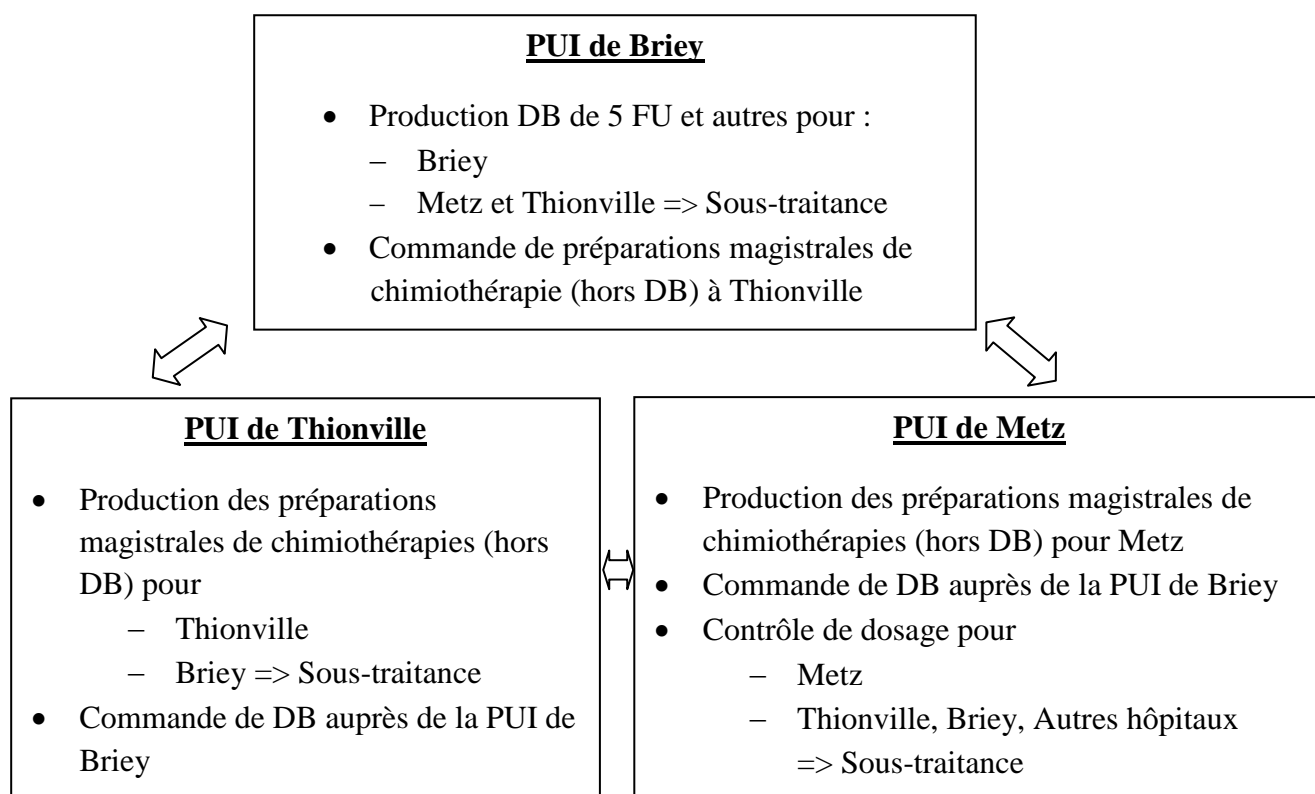 PUI de Briey
• Production DB de 5 FU et autres pour :
− Briey
− Metz et Thionville => Sous-traitance
• Commande de préparations magistrales de
chimiothérapie (hors DB) à Thionville
PUI de Thionville
• Production des préparations
magistrales de chimiothérapies (hors
DB) pour
− Thionville
− Briey => Sous-traitance
• Commande de DB auprès de la PUI de
Briey
PUI de Metz
• Production des préparations magistrales de
chimiothérapies (hors DB) pour Metz
• Commande de DB auprès de la PUI de Briey
• Contrôle de dosage pour
− Metz
− Thionville, Briey, Autres hôpitaux
=> Sous-traitance